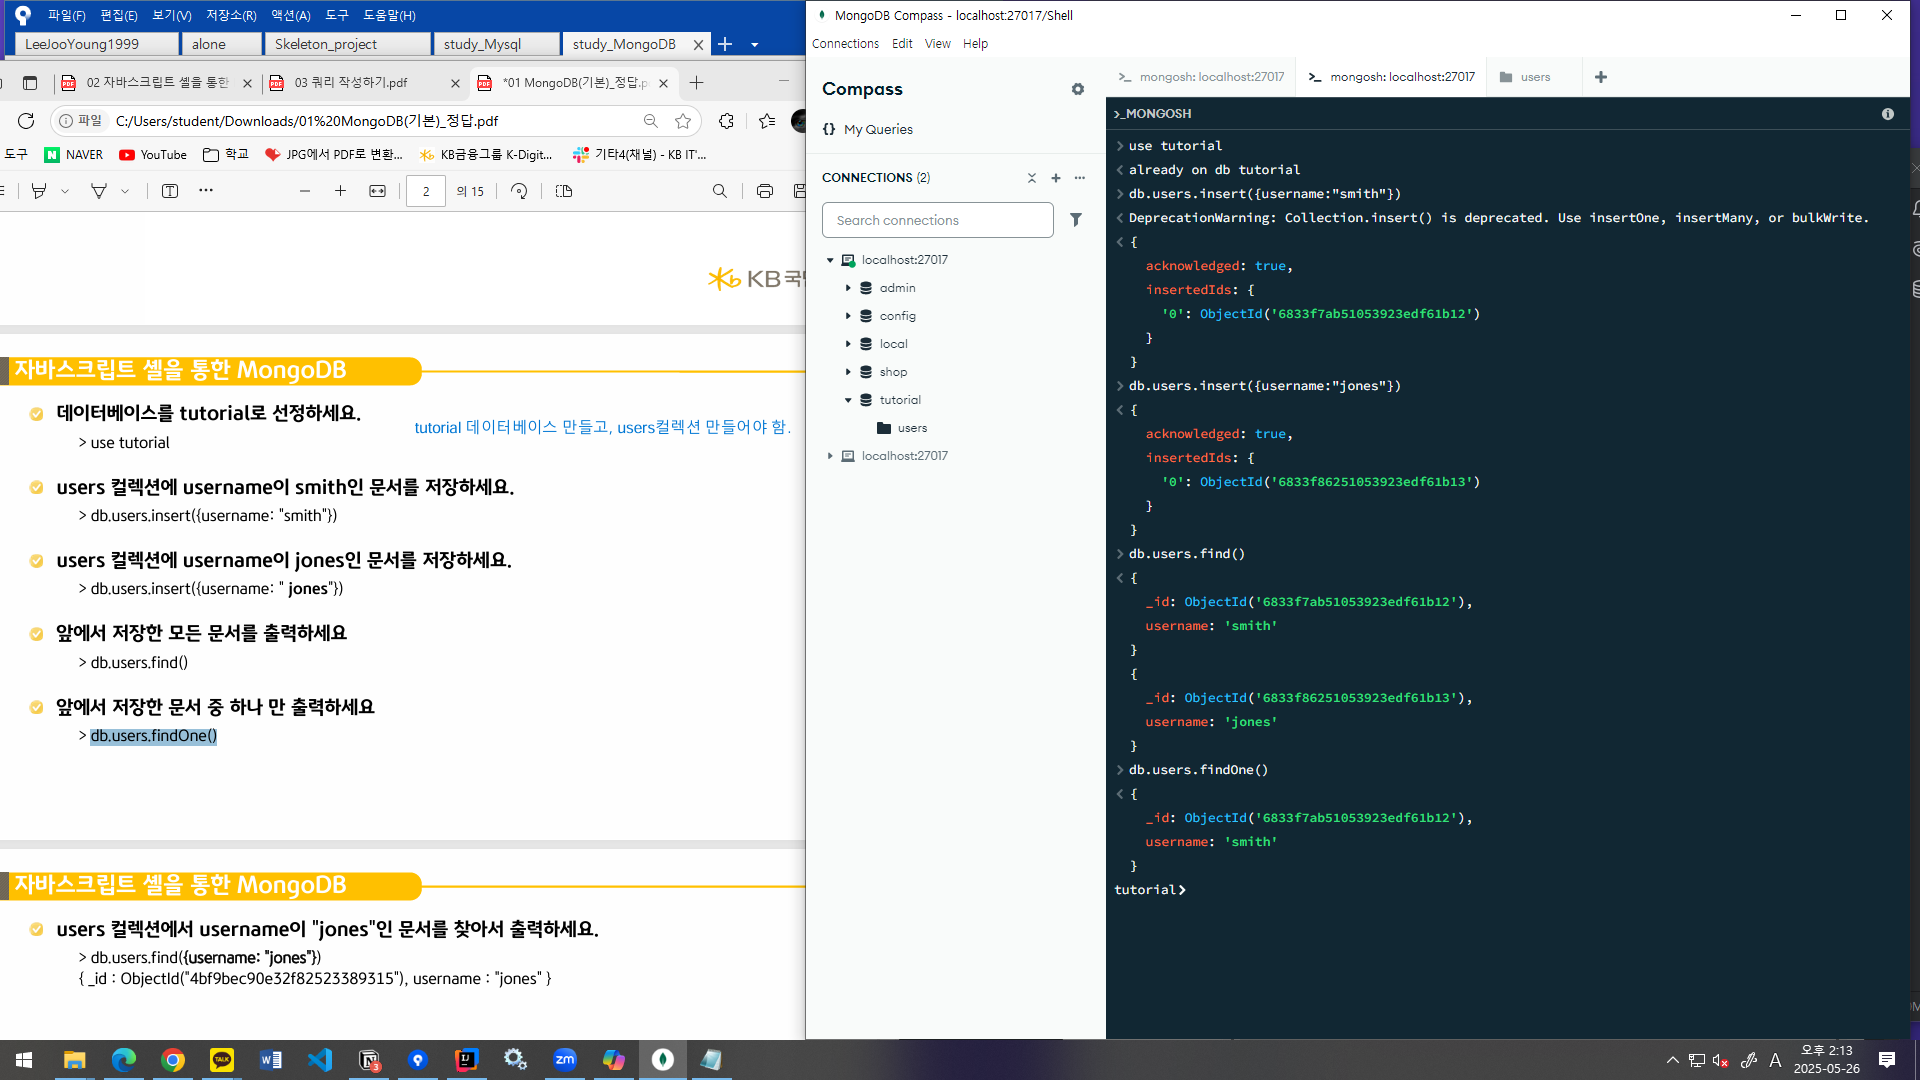 파일(F) 편집(E) 보기(V) 저장소(R) 액션(A) 도구 도움말(H)
LeeJooYoung1999 alone Skeleton_project study_Mysql study_MongoDB
02 자바스크립트 셸을 통한 03 쿼리 작성하기.pdf *01 MongoDB(기본)_정답.p
파일 C:/Users/student/Downloads/01%20MongoDB(기본)_정답.pdf
도구 NAVER YouTube 학교 JPG에서 PDF로 변환... KB금융그룹 K-Digit... 기타4(채널) - KB IT'...
2 의 15
KB국민
자바스크립트 셸을 통한 MongoDB
데이터베이스를 tutorial로 선정하세요.
> use tutorial
tutorial 데이터베이스 만들고, users컬렉션 만들어야 함.
users 컬렉션에 username이 smith인 문서를 저장하세요.
> db.users.insert({username: "smith"})
users 컬렉션에 username이 jones인 문서를 저장하세요.
> db.users.insert({username: " jones"})
앞에서 저장한 모든 문서를 출력하세요
> db.users.find()
앞에서 저장한 문서 중 하나 만 출력하세요
> db.users.findOne()
자바스크립트 셸을 통한 MongoDB
users 컬렉션에서 username이 "jones"인 문서를 찾아서 출력하세요.
> db.users.find({username: "jones"})
{ _id : ObjectId("4bf9bec90e32f82523389315"), username : "jones" }
MongoDB Compass - localhost:27017/Shell
Connections Edit View Help
Compass
{} My Queries
CONNECTIONS (2)
Search connections
localhost:27017
admin
config
local
shop
tutorial
users
localhost:27017
>_ mongosh: localhost:27017 >_ mongosh: localhost:27017 users
>_MONGOSH
> use tutorial
< already on db tutorial
> db.users.insert({username:"smith"})
< DeprecationWarning: Collection.insert() is deprecated. Use insertOne, insertMany, or bulkWrite.
< {
acknowledged: true,
insertedIds: {
'0': ObjectId('6833f7ab51053923edf61b12')
}
}
> db.users.insert({username:"jones"})
< {
acknowledged: true,
insertedIds: {
'0': ObjectId('6833f86251053923edf61b13')
}
}
> db.users.find()
< {
_id: ObjectId('6833f7ab51053923edf61b12'),
username: 'smith'
}
{
_id: ObjectId('6833f86251053923edf61b13'),
username: 'jones'
}
> db.users.findOne()
< {
_id: ObjectId('6833f7ab51053923edf61b12'),
username: 'smith'
}
tutorial>
TALK zm 3 A
오후 2:13
2025-05-26